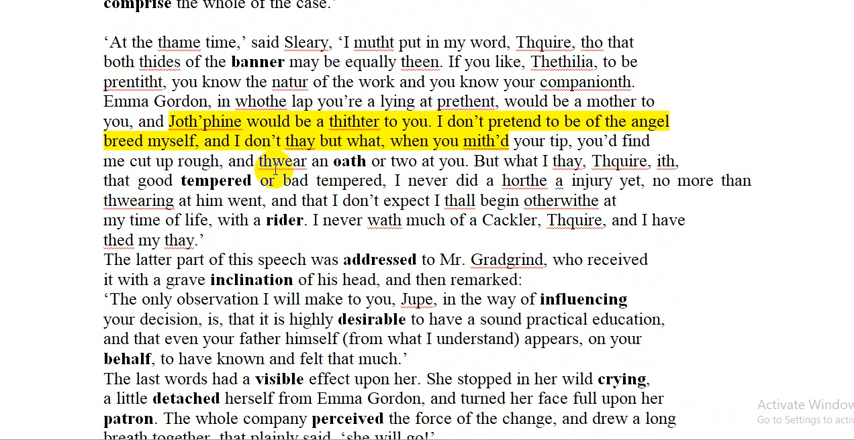 comprise the whole of the case.’
‘At the thame time,’ said Sleary, ‘I mutht put in my word, Thquire, tho that
both thides of the banner may be equally theen. If you like, Thethilia, to be
prentitht, you know the natur of the work and you know your companionth.
Emma Gordon, in whothe lap you’re a lying at prethent, would be a mother to
you, and Joth’phine would be a thithter to you. I don’t pretend to be of the angel
breed myself, and I don’t thay but what, when you mith’d your tip, you’d find
me cut up rough, and thwear an oath or two at you. But what I thay, Thquire, ith,
that good tempered or bad tempered, I never did a horthe a injury yet, no more than
thwearing at him went, and that I don’t expect I thall begin otherwithe at
my time of life, with a rider. I never wath much of a Cackler, Thquire, and I have
thed my thay.’
The latter part of this speech was addressed to Mr. Gradgrind, who received
it with a grave inclination of his head, and then remarked:
‘The only observation I will make to you, Jupe, in the way of influencing
your decision, is, that it is highly desirable to have a sound practical education,
and that even your father himself (from what I understand) appears, on your
behalf, to have known and felt that much.’
The last words had a visible effect upon her. She stopped in her wild crying,
a little detached herself from Emma Gordon, and turned her face full upon her
patron. The whole company perceived the force of the change, and drew a long
breath together, that plainly said, ‘she will go!’
Activate Window
Go to Settings to activ